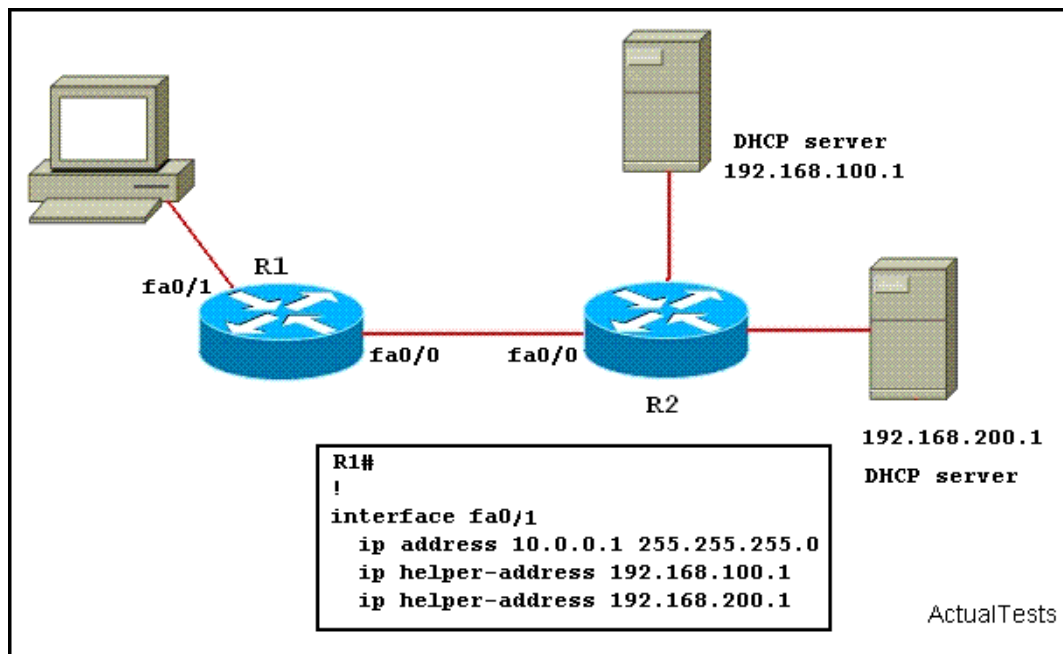 DHCP server
192.168.100.1
R1
fa0/1
fa0/0
fa0/0
R2
192.168.200.1
DHCP server
R1#
!
interface fa0/1
ip address 10.0.0.1 255.255.255.0
ip helper-address 192.168.100.1
ip helper-address 192.168.200.1
ActualTests